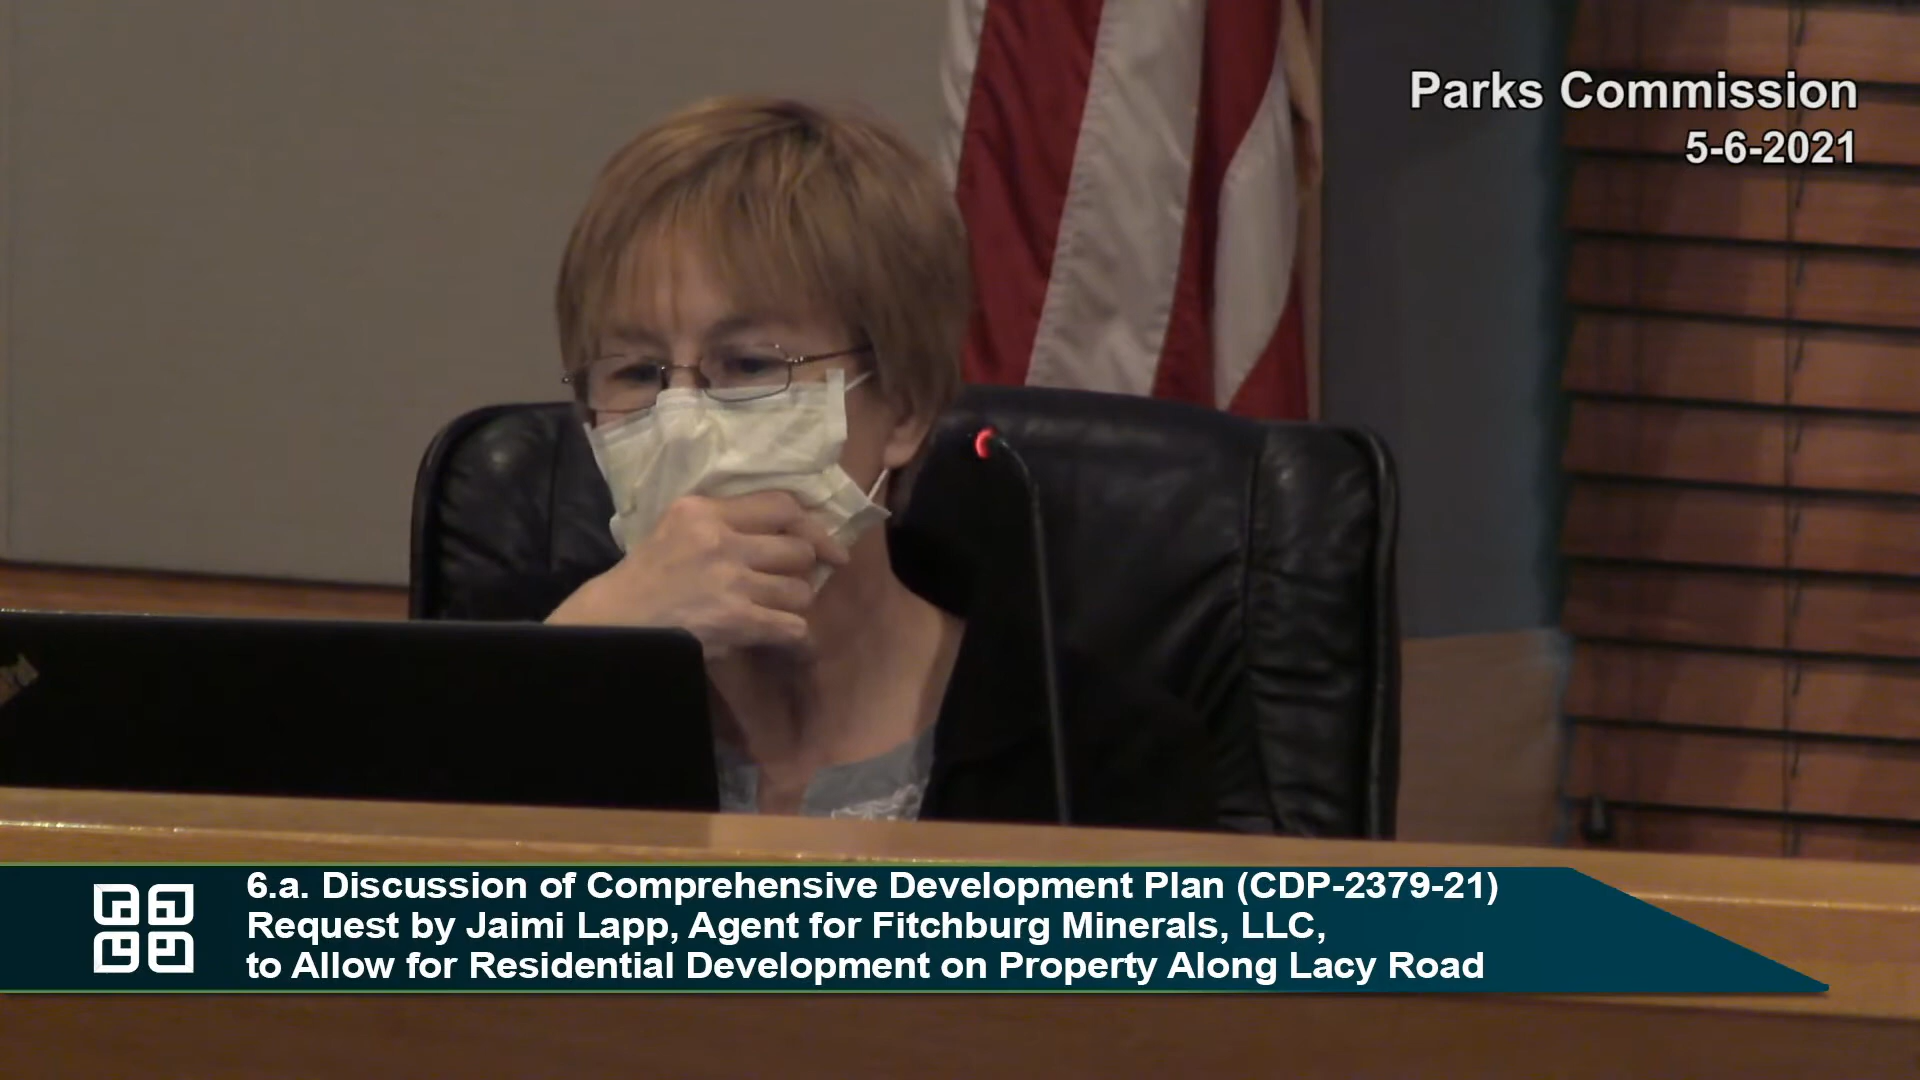 Parks Commission
5-6-2021
6.a. Discussion of Comprehensive Development Plan (CDP-2379-21)
Request by Jaimi Lapp, Agent for Fitchburg Minerals, LLC,
to Allow for Residential Development on Property Along Lacy Road